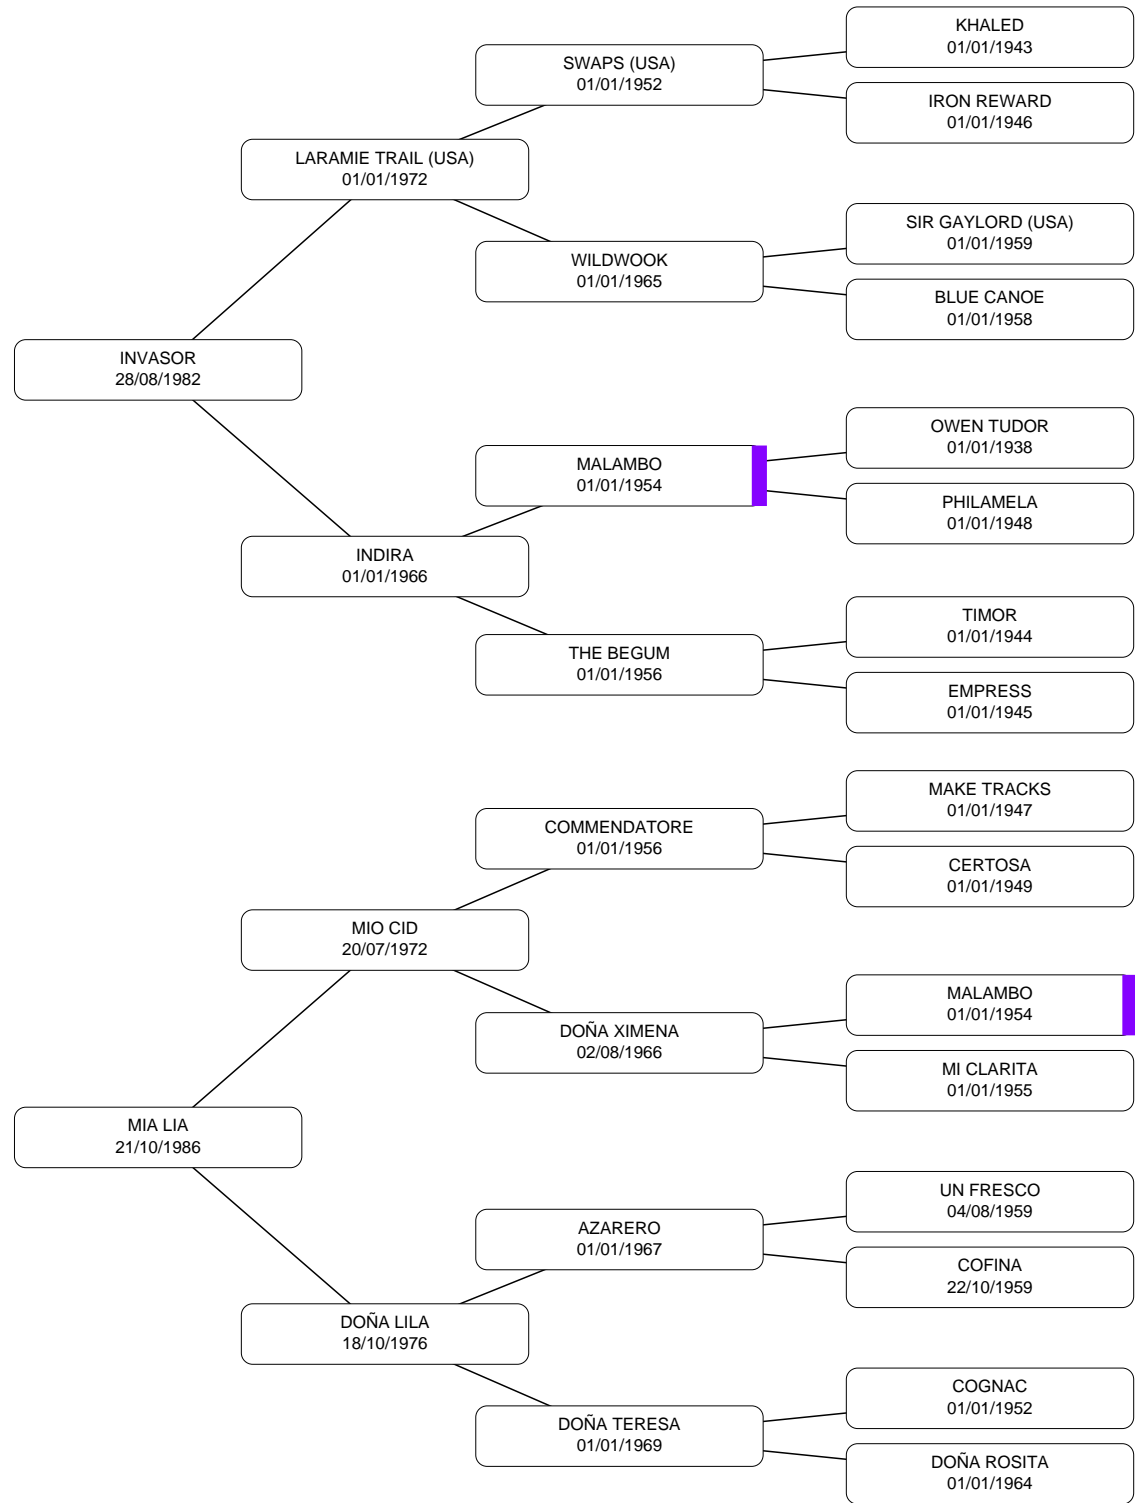 KHALED
01/01/1943
SWAPS (USA)
01/01/1952
IRON REWARD
01/01/1946
LARAMIE TRAIL (USA)
01/01/1972
SIR GAYLORD (USA)
01/01/1959
WILDWOOK
01/01/1965
BLUE CANOE
01/01/1958
INVASOR
28/08/1982
OWEN TUDOR
01/01/1938
MALAMBO
01/01/1954
PHILAMELA
01/01/1948
INDIRA
01/01/1966
TIMOR
01/01/1944
THE BEGUM
01/01/1956
EMPRESS
01/01/1945
MAKE TRACKS
01/01/1947
COMMENDATORE
01/01/1956
CERTOSA
01/01/1949
MIO CID
20/07/1972
MALAMBO
01/01/1954
DOÑA XIMENA
02/08/1966
MI CLARITA
01/01/1955
MIA LIA
21/10/1986
UN FRESCO
04/08/1959
AZARERO
01/01/1967
COFINA
22/10/1959
DOÑA LILA
18/10/1976
COGNAC
01/01/1952
DOÑA TERESA
01/01/1969
DOÑA ROSITA
01/01/1964